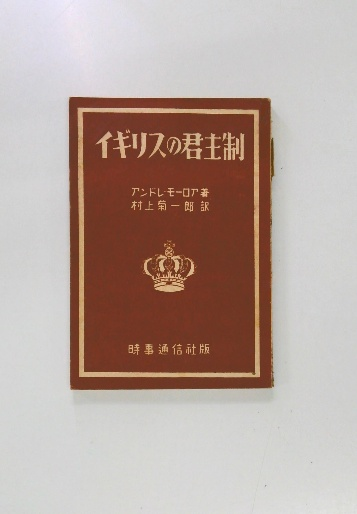 イギリスの君主制
アンドレ・モーロア著
村上菊一郎訳
時事通信社版